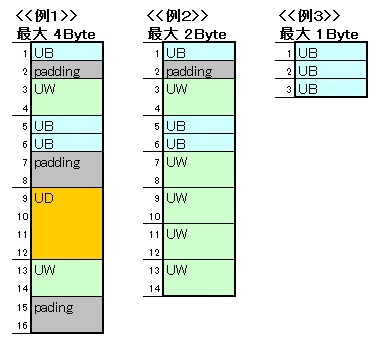 <<例1>> <<例2>> <<例3>>
最大 4Byte 最大 2Byte 最大 1Byte
1 UB 1 UB 1 UB
2 padding 2 padding 2 UB
3 UW 3 UW 3 UB
4 4
5 UB 5 UB
6 UB 6 UB
7 padding 7 UW
8 8
9 UD 9 UW
10 10
11 11 UW
12 12
13 UW 13 UW
14 14
15 pading
16